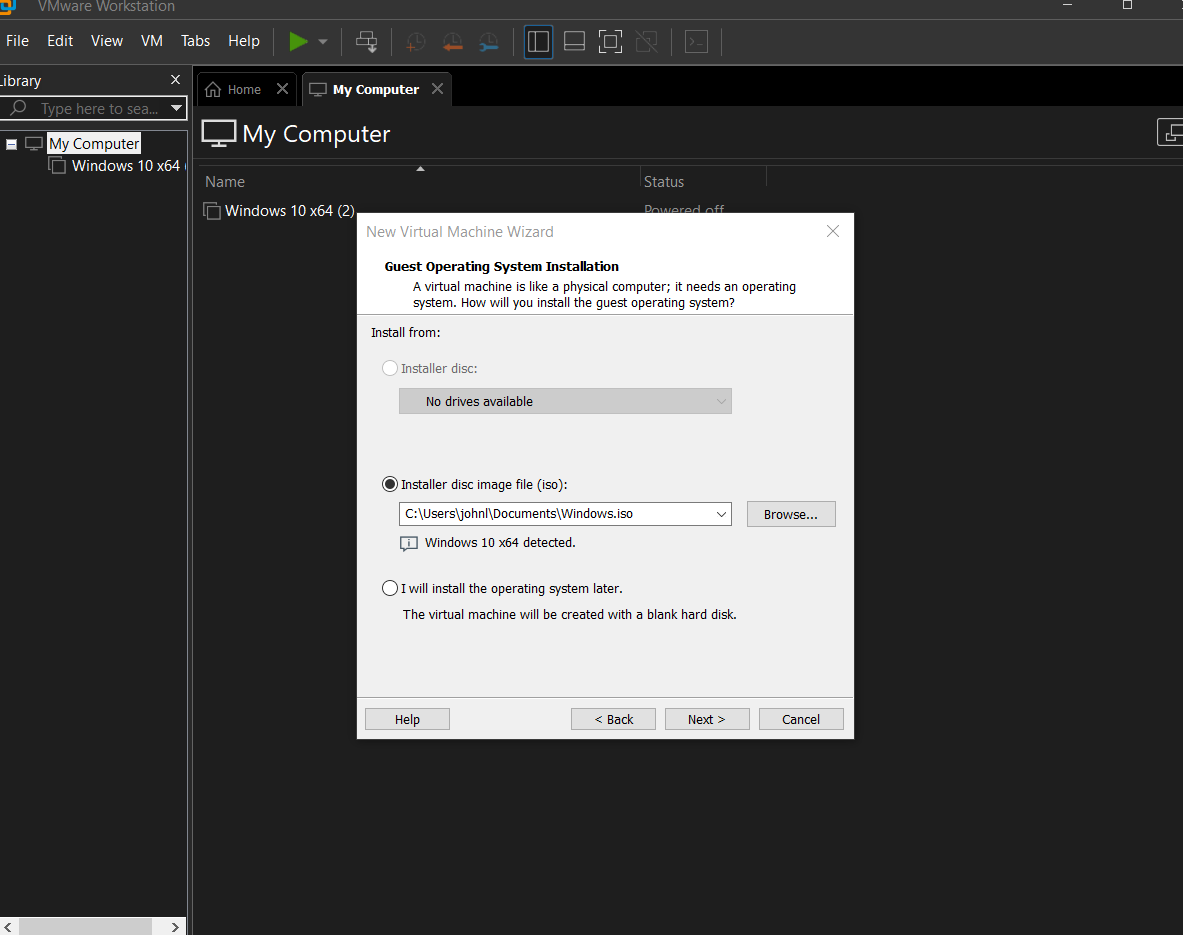 VMware Workstation
File Edit View VM Tabs Help
Library
Type here to sea...
My Computer
Windows 10 x64 (
Home
My Computer
My Computer
Name Status
Windows 10 x64 (2) Powered off
New Virtual Machine Wizard
Guest Operating System Installation
A virtual machine is like a physical computer; it needs an operating
system. How will you install the guest operating system?
Install from:
Installer disc:
No drives available
Installer disc image file (iso):
C:\Users\johnl\Documents\Windows.iso
Browse...
Windows 10 x64 detected.
I will install the operating system later.
The virtual machine will be created with a blank hard disk.
Help < Back Next > Cancel